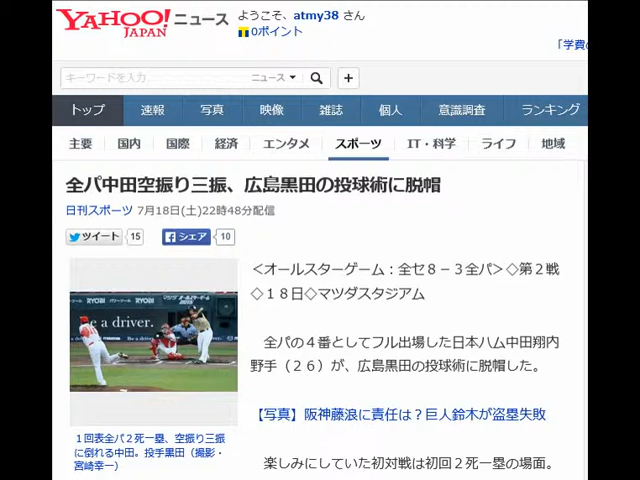 YAHOO! JAPAN ニュース
ようこそ、atmy38 さん
0ポイント
「学費の
キーワードを入力
ニュース
トップ 速報 写真 映像 雑誌 個人 意識調査 ランキング
主要 国内 国際 経済 エンタメ スポーツ IT・科学 ライフ 地域
全パ中田空振り三振、広島黒田の投球術に脱帽
日刊スポーツ 7月18日(土)22時48分配信
ツイート 15 シェア 10
RYOBI RYOBI
be a driver.
＜オールスターゲーム：全セ８－３全パ＞◇第２戦
◇１８日◇マツダスタジアム
全パの４番としてフル出場した日本ハム中田翔内
野手（２６）が、広島黒田の投球術に脱帽した。
【写真】阪神藤浪に責任は？巨人鈴木が盗塁失敗
１回表全パ２死一塁、空振り三振
に倒れる中田。投手黒田（撮影・
宮崎幸一）
楽しみにしていた初対戦は初回２死一塁の場面。